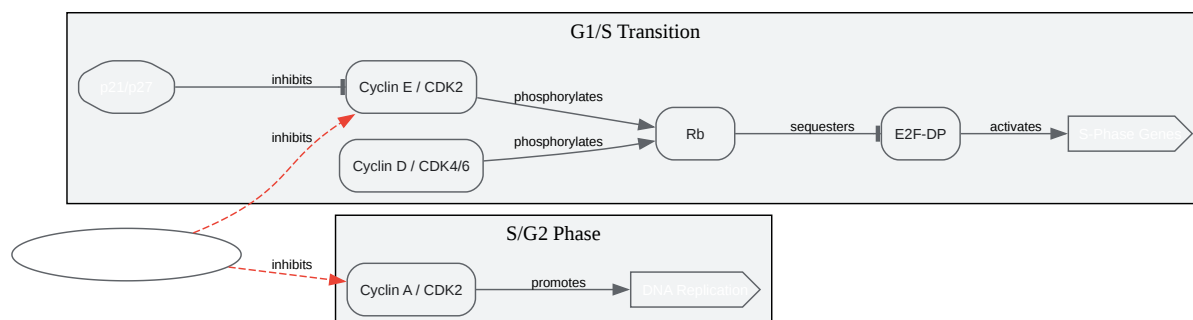 G1/S Transition
p21/p27
inhibits
Cyclin E / CDK2
phosphorylates
inhibits
Cyclin D / CDK4/6
phosphorylates
Rb
sequesters
E2F-DP
activates
S-Phase Genes
S/G2 Phase
inhibits
Cyclin A / CDK2
promotes
DNA Replication